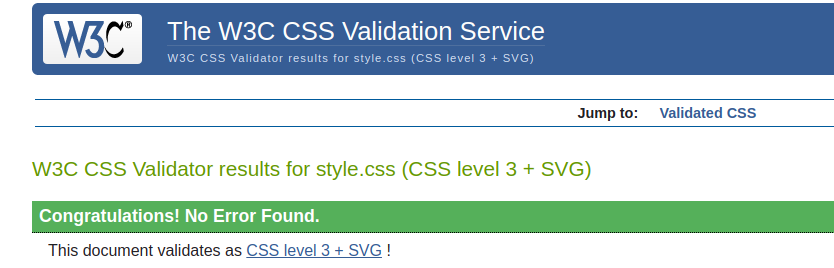 W3C® The W3C CSS Validation Service
W3C CSS Validator results for style.css (CSS level 3 + SVG)
Jump to: Validated CSS
W3C CSS Validator results for style.css (CSS level 3 + SVG)
Congratulations! No Error Found.
This document validates as CSS level 3 + SVG !